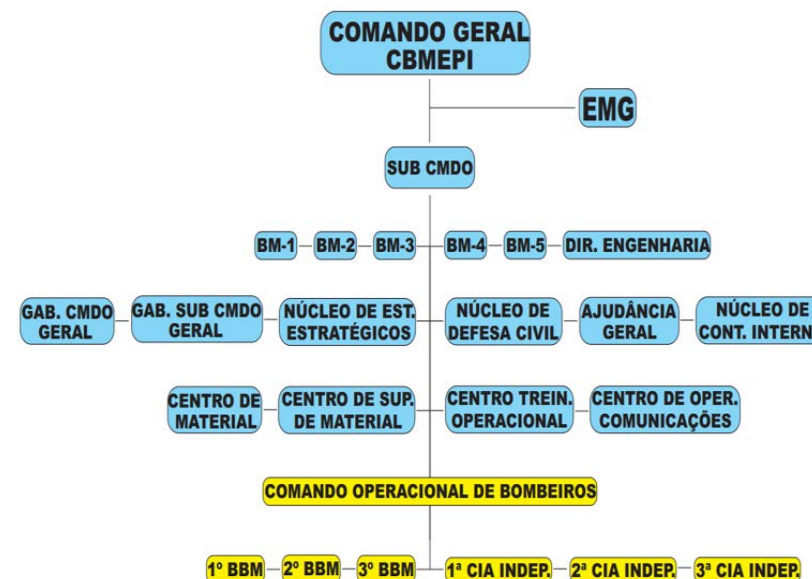 COMANDO GERAL
CBMEPI
EMG
SUB CMDO
BM-1
BM-2
BM-3
BM-4
BM-5
DIR. ENGENHARIA
GAB. CMDO
GERAL
GAB. SUB CMDO
GERAL
NÚCLEO DE EST.
ESTRATÉGICOS
NÚCLEO DE
DEFESA CIVIL
AJUDÂNCIA
GERAL
NÚCLEO DE
CONT. INTERN
CENTRO DE
MATERIAL
CENTRO DE SUP.
DE MATERIAL
CENTRO TREIN.
OPERACIONAL
CENTRO DE OPER.
COMUNICAÇÕES
COMANDO OPERACIONAL DE BOMBEIROS
1º BBM
2º BBM
3º BBM
1ª CIA INDEP.
2ª CIA INDEP.
3ª CIA INDEP.